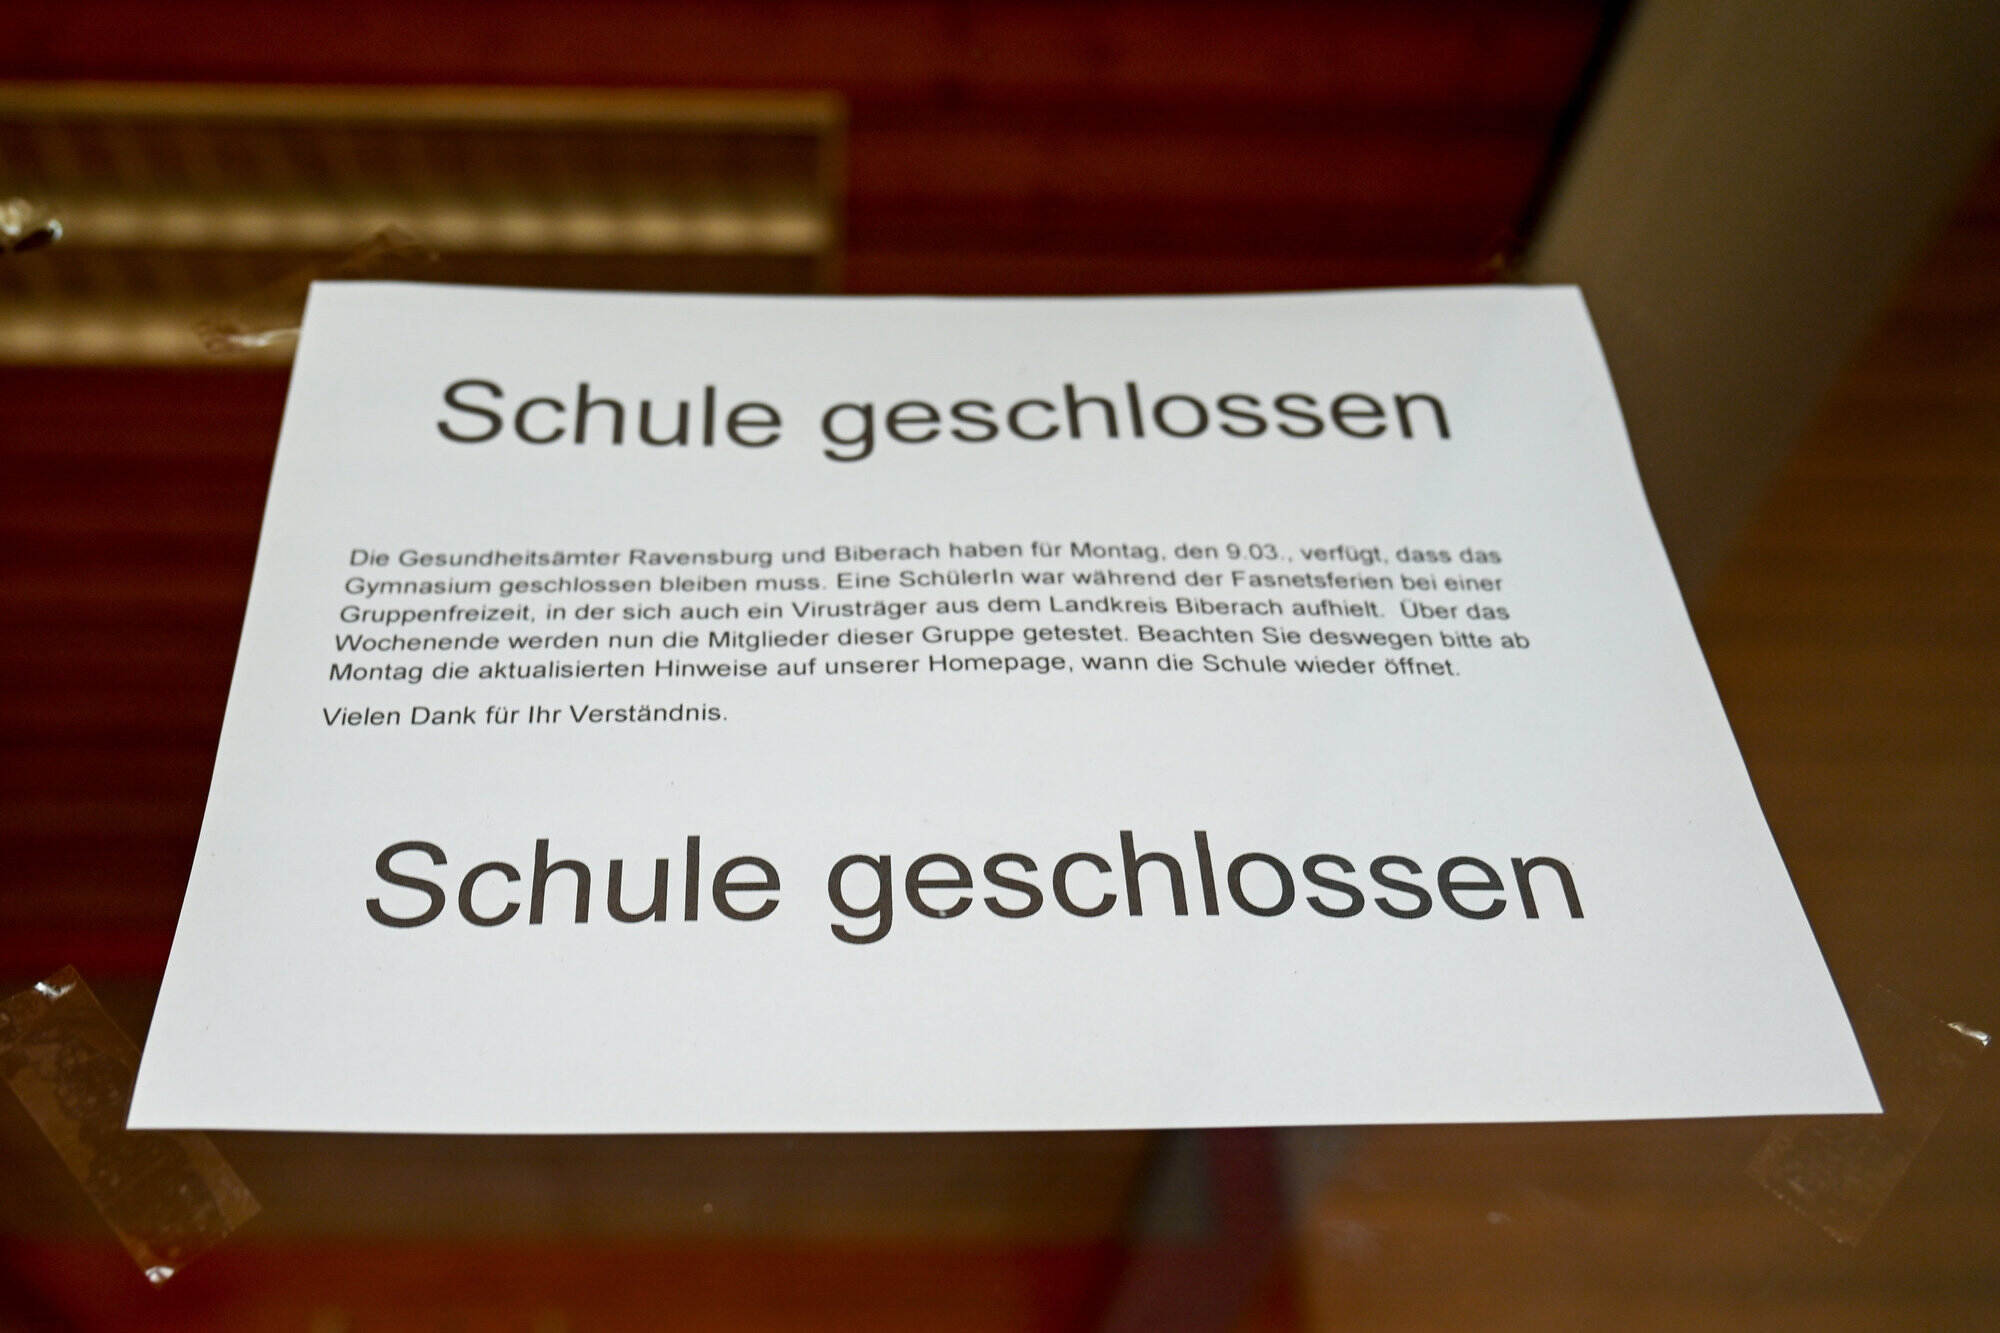 Schule geschlossen
Die Gesundheitsämter Ravensburg und Biberach haben für Montag, den 9.03., verfügt, dass das
Gymnasium geschlossen bleiben muss. Eine SchülerIn war während der Fasnetsferien bei einer
Gruppenfreizeit, in der sich auch ein Virusträger aus dem Landkreis Biberach aufhielt. Über das
Wochenende werden nun die Mitglieder dieser Gruppe getestet. Beachten Sie deswegen bitte ab
Montag die aktualisierten Hinweise auf unserer Homepage, wann die Schule wieder öffnet.
Vielen Dank für Ihr Verständnis.
Schule geschlossen